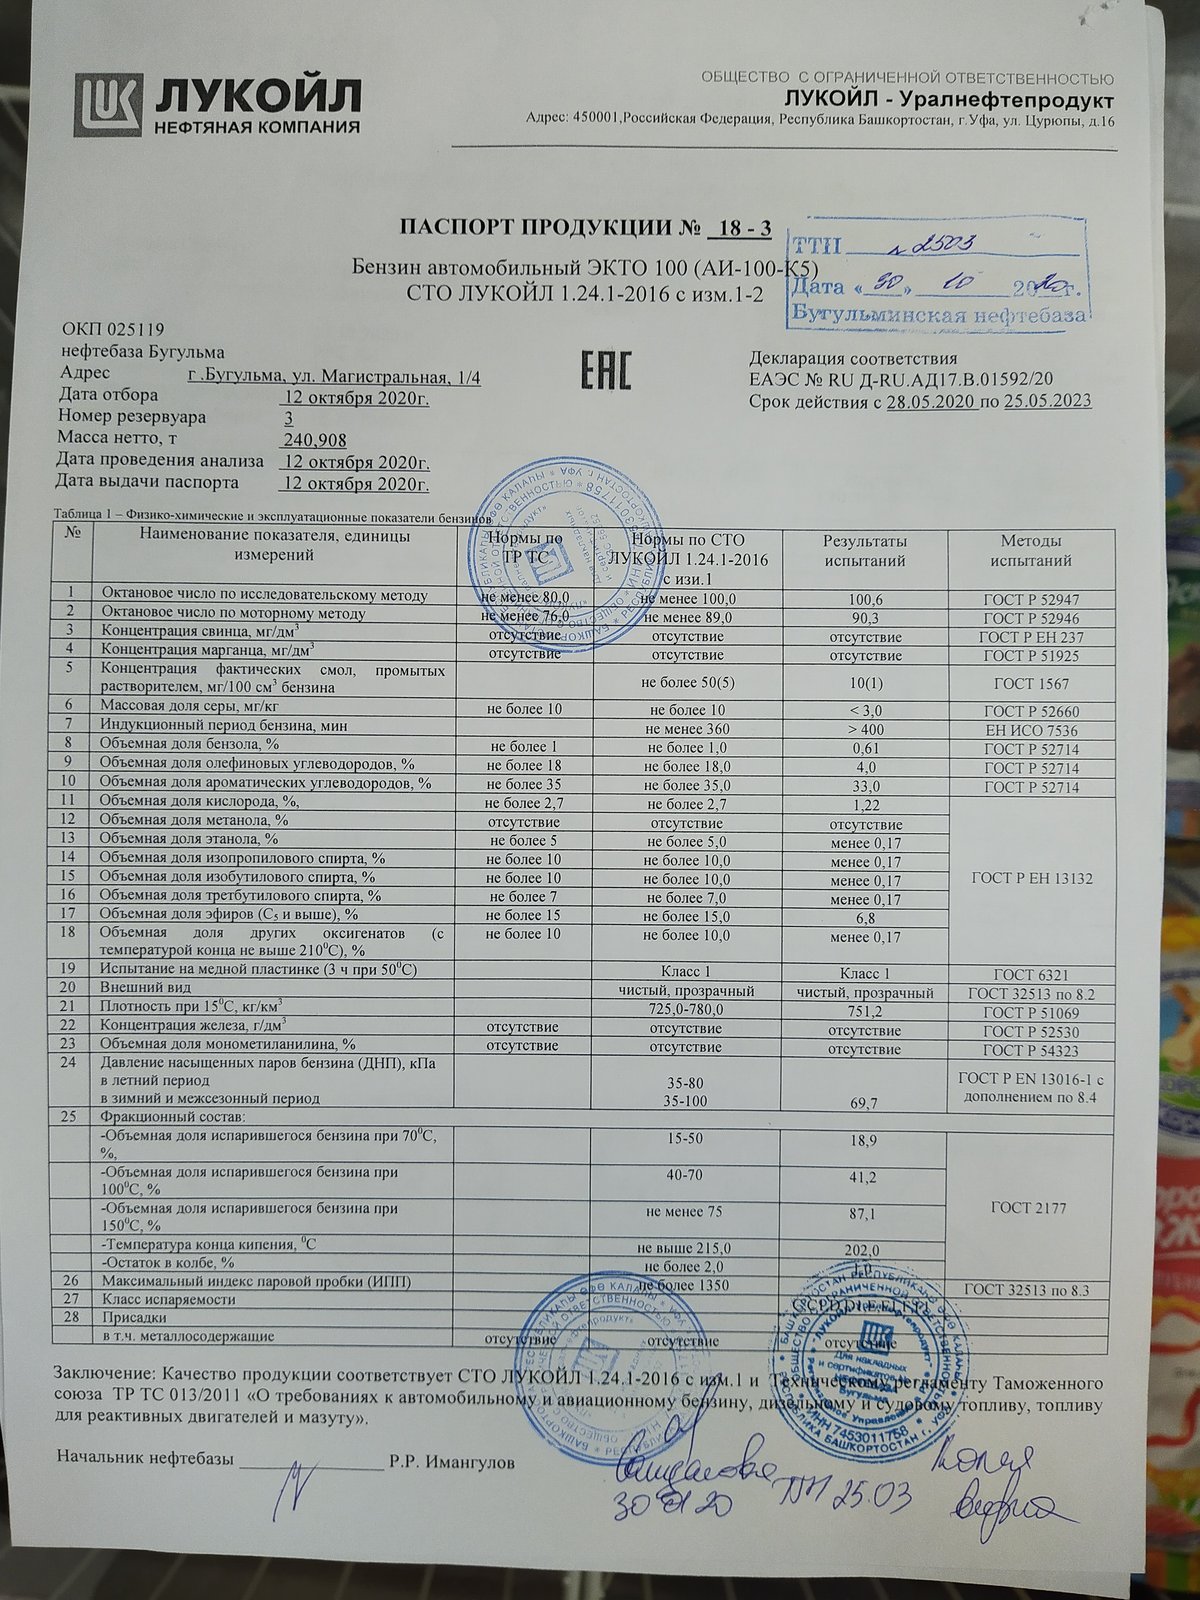 ЛУКОЙЛ
НЕФТЯНАЯ КОМПАНИЯ
ОБЩЕСТВО С ОГРАНИЧЕННОЙ ОТВЕТСТВЕННОСТЬЮ
ЛУКОЙЛ - Уралнефтепродукт
Адрес: 450001,Российская Федерация, Республика Башкортостан, г.Уфа, ул. Цурюпы, д.16
ПАСПОРТ ПРОДУКЦИИ № 18 - 3
Бензин автомобильный ЭКТО 100 (АИ-100-К5)
СТО ЛУКОЙЛ 1.24.1-2016 с изм.1-2
ТТН 2503
Дата «30» 10 2020г.
Бугульминская нефтебаза
ОКП 025119
нефтебаза Бугульма
Адрес г .Бугульма, ул. Магистральная, 1/4
Дата отбора 12 октября 2020г.
Номер резервуара 3
Масса нетто, т 240,908
Дата проведения анализа 12 октября 2020г.
Дата выдачи паспорта 12 октября 2020г.
ЕАС
Декларация соответствия
ЕАЭС № RU Д-RU.АД17.В.01592/20
Срок действия с 28.05.2020 по 25.05.2023
Таблица 1 – Физико-химические и эксплуатационные показатели бензинов
№ Наименование показателя, единицы измерений Нормы по ТР ТС Нормы по СТО ЛУКОЙЛ 1.24.1-2016 с изи.1 Результаты испытаний Методы испытаний
1 Октановое число по исследовательскому методу не менее 80,0 не менее 100,0 100,6 ГОСТ Р 52947
2 Октановое число по моторному методу не менее 76,0 не менее 89,0 90,3 ГОСТ Р 52946
3 Концентрация свинца, мг/дм³ отсутствие отсутствие отсутствие ГОСТ Р ЕН 237
4 Концентрация марганца, мг/дм³ отсутствие отсутствие отсутствие ГОСТ Р 51925
5 Концентрация фактических смол, промытых
растворителем, мг/100 см³ бензина не более 50(5) 10(1) ГОСТ 1567
6 Массовая доля серы, мг/кг не более 10 не более 10 < 3,0 ГОСТ Р 52660
7 Индукционный период бензина, мин не менее 360 > 400 ЕН ИСО 7536
8 Объемная доля бензола, % не более 1 не более 1,0 0,61 ГОСТ Р 52714
9 Объемная доля олефиновых углеводородов, % не более 18 не более 18,0 4,0 ГОСТ Р 52714
10 Объемная доля ароматических углеводородов, % не более 35 не более 35,0 33,0 ГОСТ Р 52714
11 Объемная доля кислорода, %, не более 2,7 не более 2,7 1,22
12 Объемная доля метанола, % отсутствие отсутствие отсутствие
13 Объемная доля этанола, % не более 5 не более 5,0 менее 0,17
14 Объемная доля изопропилового спирта, % не более 10 не более 10,0 менее 0,17
15 Объемная доля изобутилового спирта, % не более 10 не более 10,0 менее 0,17 ГОСТ Р ЕН 13132
16 Объемная доля третбутилового спирта, % не более 7 не более 7,0 менее 0,17
17 Объемная доля эфиров (С₅ и выше), % не более 15 не более 15,0 6,8
18 Объемная доля других оксигенатов (с
температурой конца не выше 210⁰С), % не более 10 не более 10,0 менее 0,17
19 Испытание на медной пластинке (3 ч при 50⁰С) Класс 1 Класс 1 ГОСТ 6321
20 Внешний вид чистый, прозрачный чистый, прозрачный ГОСТ 32513 по 8.2
21 Плотность при 15⁰С, кг/км³ 725,0-780,0 751,2 ГОСТ Р 51069
22 Концентрация железа, г/дм³ отсутствие отсутствие отсутствие ГОСТ Р 52530
23 Объемная доля монометиланилина, % отсутствие отсутствие отсутствие ГОСТ Р 54323
24 Давление насыщенных паров бензина (ДНП), кПа
в летний период 35-80 ГОСТ Р EN 13016-1 с
в зимний и межсезонный период 35-100 69,7 дополнением по 8.4
25 Фракционный состав:
-Объемная доля испарившегося бензина при 70⁰С, %, 15-50 18,9
-Объемная доля испарившегося бензина при 100⁰С, % 40-70 41,2
-Объемная доля испарившегося бензина при 150⁰С, % не менее 75 87,1 ГОСТ 2177
-Температура конца кипения, ⁰С не выше 215,0 202,0
-Остаток в колбе, % не более 2,0 1,0
26 Максимальный индекс паровой пробки (ИПП) не более 1350 ГОСТ 32513 по 8.3
27 Класс испаряемости
28 Присадки
в т.ч. металлосодержащие отсутствие отсутствие отсутствие
Заключение: Качество продукции соответствует СТО ЛУКОЙЛ 1.24.1-2016 с изм.1 и Техническому регламенту Таможенного
союза ТР ТС 013/2011 «О требованиях к автомобильному и авиационному бензину, дизельному и судовому топливу, топливу
для реактивных двигателей и мазуту».
Начальник нефтебазы Р.Р. Имангулов
Для накладных
и сертификатов
Бугульма
ИНН 7453011758
ТТН 25.03
Копия
верна